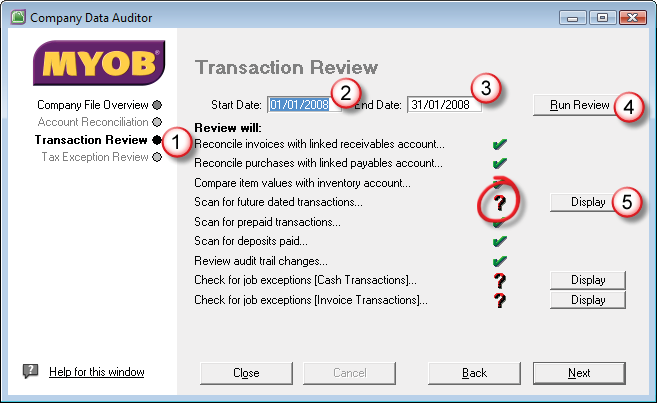 Company Data Auditor
MYOB®
Company File Overview
Account Reconciliation
Transaction Review 1
Tax Exception Review
Transaction Review
Start Date: 01/01/2008 2 End Date: 31/01/2008 3 Run Review 4
Review will:
Reconcile invoices with linked receivables account...
Reconcile purchases with linked payables account...
Compare item values with inventory account...
Scan for future dated transactions... ? Display 5
Scan for prepaid transactions...
Scan for deposits paid...
Review audit trail changes...
Check for job exceptions [Cash Transactions]... ? Display
Check for job exceptions [Invoice Transactions]... ? Display
? Help for this window
Close Cancel Back Next